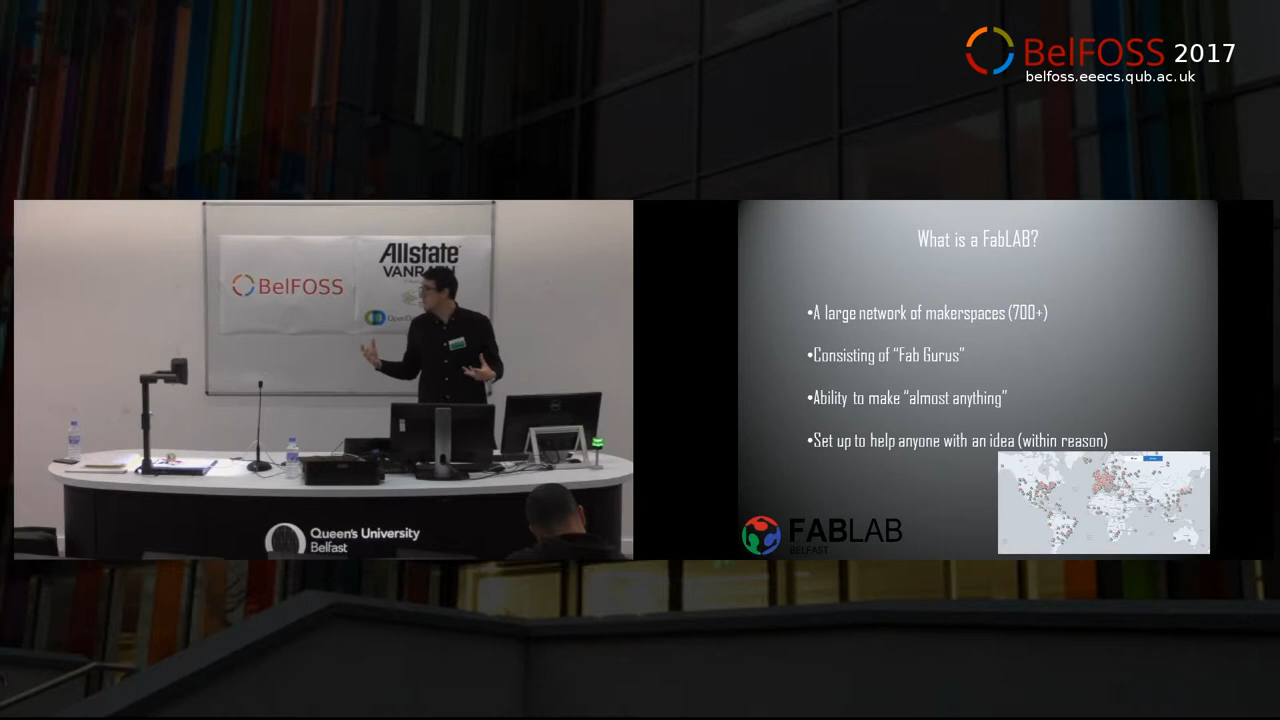 BelFOSS 2017
belfoss.eeecs.qub.ac.uk
Allstate
BelFOSS
Queen's University
Belfast
What is a FabLAB?
•A large network of makerspaces (700+)
•Consisting of “Fab Gurus”
•Ability to make “almost anything”
•Set up to help anyone with an idea (within reason)
FABLAB
BELFAST